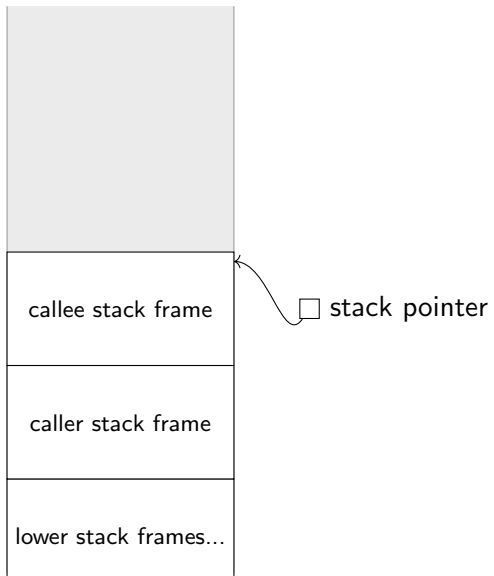 callee stack frame
stack pointer
caller stack frame
lower stack frames...